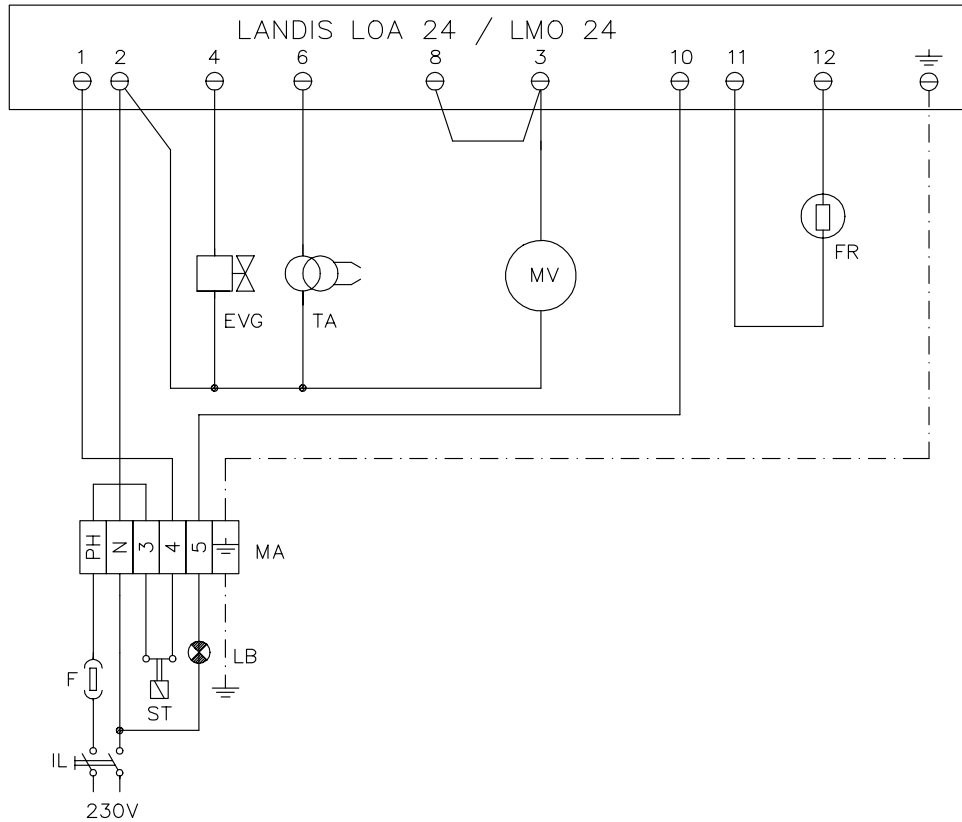 LANDIS LOA 24 / LMO 24
1 2 4 6 8 3 10 11 12
FR
MV
EVG TA
PH N 3 4 5 MA
LB
F
ST
IL
230V